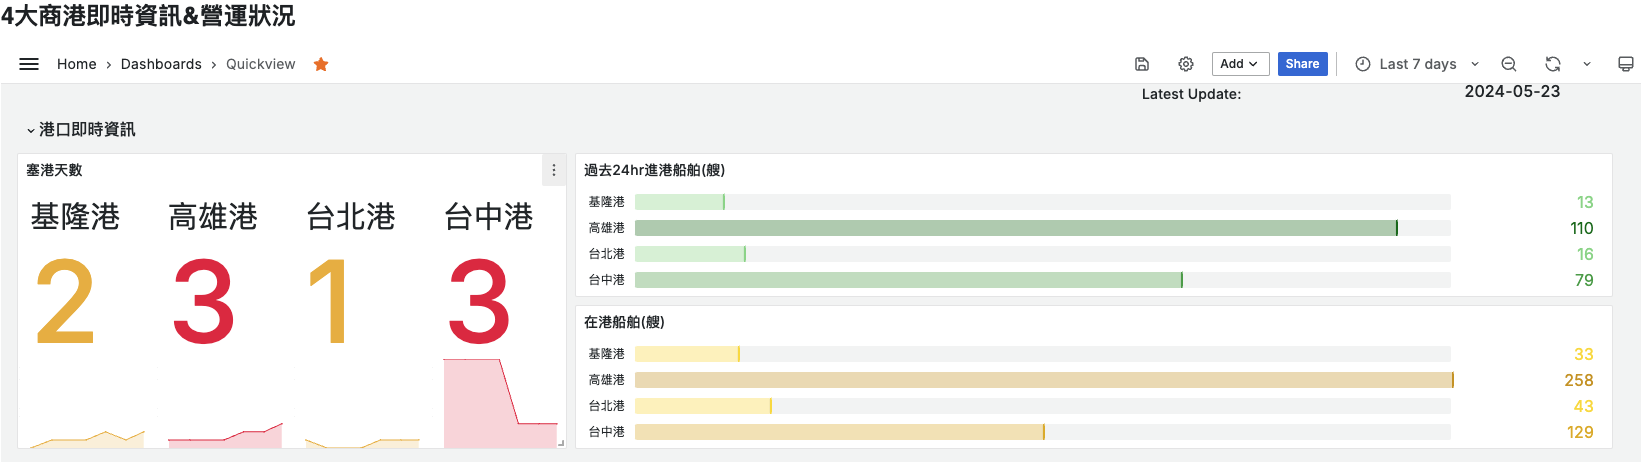 4大商港即時資訊&營運狀況
Home › Dashboards › Quickview
Add
Share
Last 7 days
Latest Update: 2024-05-23
港口即時資訊
塞港天數
基隆港 高雄港 台北港 台中港
2 3 1 3
過去24hr進港船舶(艘)
基隆港 13
高雄港 110
台北港 16
台中港 79
在港船舶(艘)
基隆港 33
高雄港 258
台北港 43
台中港 129